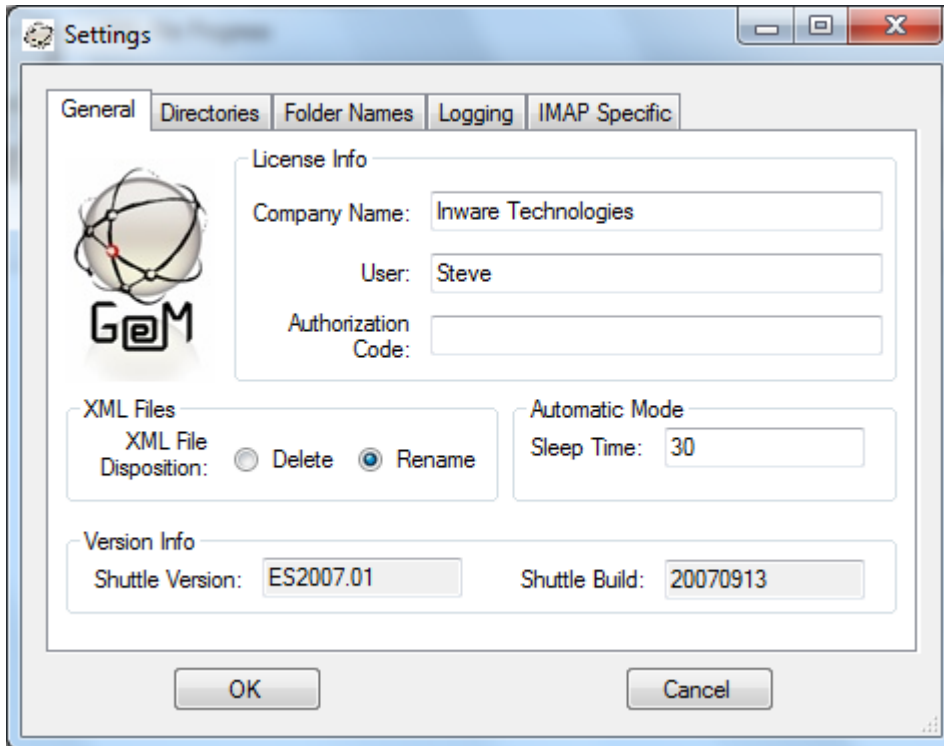 Settings
General Directories Folder Names Logging IMAP Specific
License Info
Company Name: Inware Technologies
User: Steve
Authorization
Code:
G@M
XML Files
XML File
Disposition: Delete Rename
Automatic Mode
Sleep Time: 30
Version Info
Shuttle Version: ES2007.01 Shuttle Build: 20070913
OK Cancel